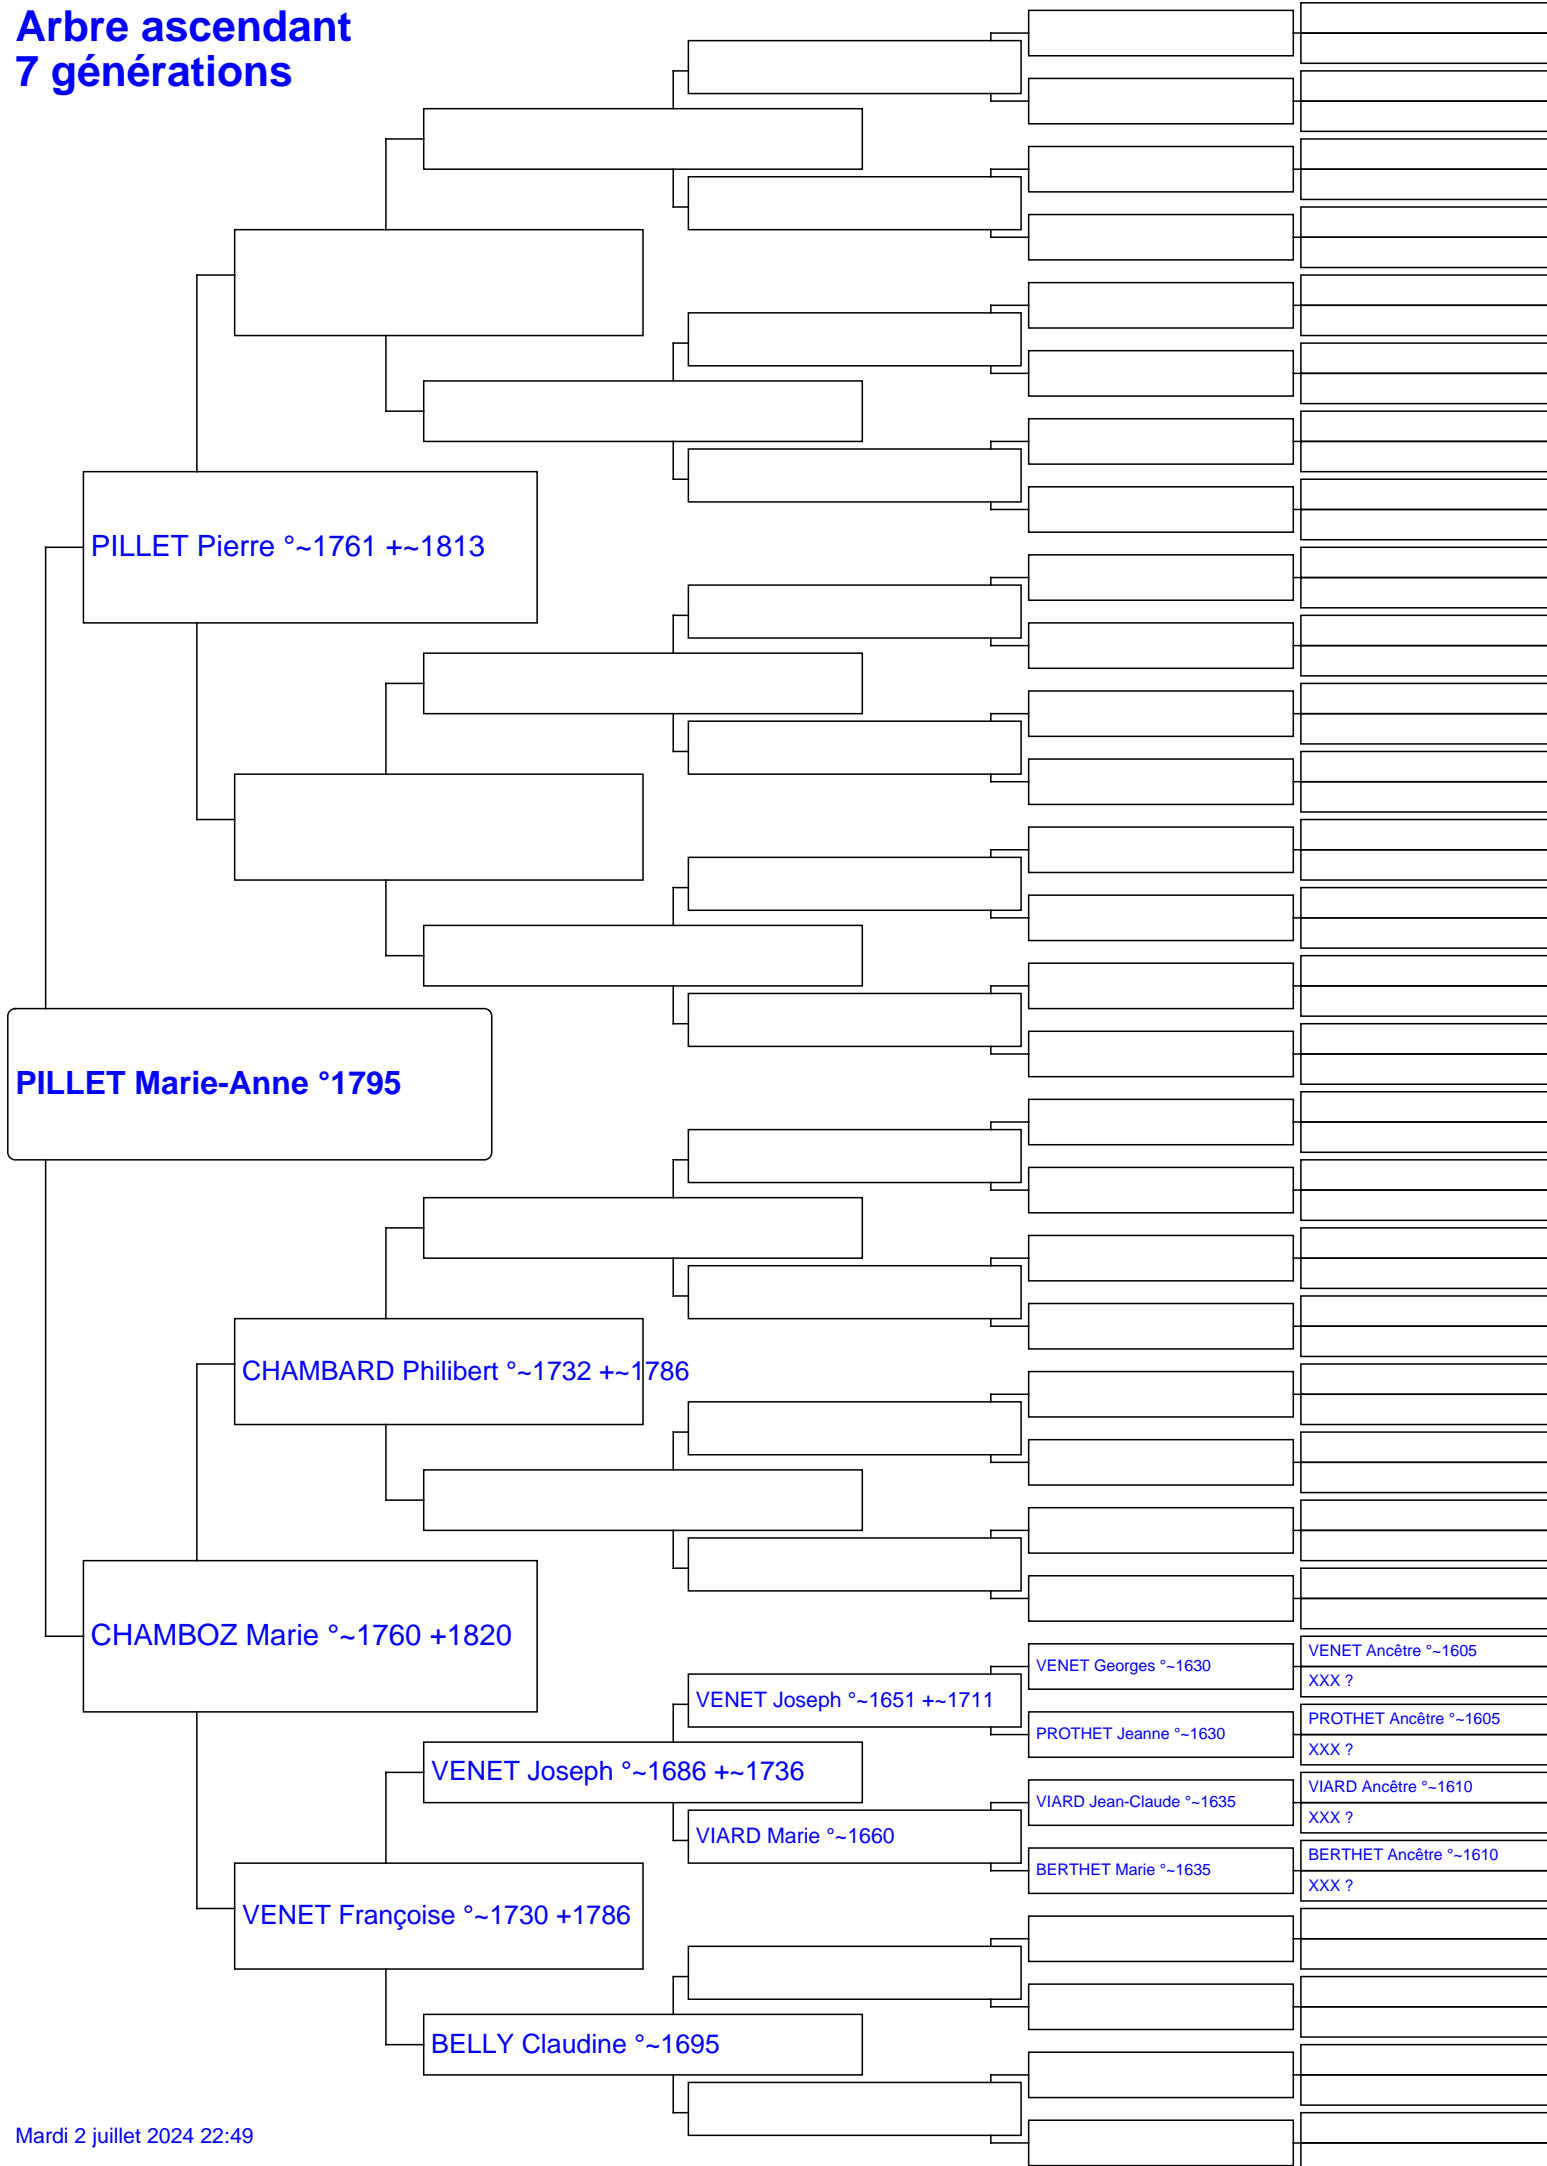 Arbre ascendant
7 générations
PILLET Pierre °~1761 +~1813
PILLET Marie-Anne °1795
CHAMBARD Philibert °~1732 +~1786
CHAMBOZ Marie °~1760 +1820
VENET Georges °~1630
VENET Ancêtre °~1605
XXX ?
VENET Joseph °~1651 +~1711
PROTHET Jeanne °~1630
PROTHET Ancêtre °~1605
XXX ?
VENET Joseph °~1686 +~1736
VIARD Jean-Claude °~1635
VIARD Ancêtre °~1610
XXX ?
VIARD Marie °~1660
BERTHET Marie °~1635
BERTHET Ancêtre °~1610
XXX ?
VENET Françoise °~1730 +1786
BELLY Claudine °~1695
Mardi 2 juillet 2024 22:49